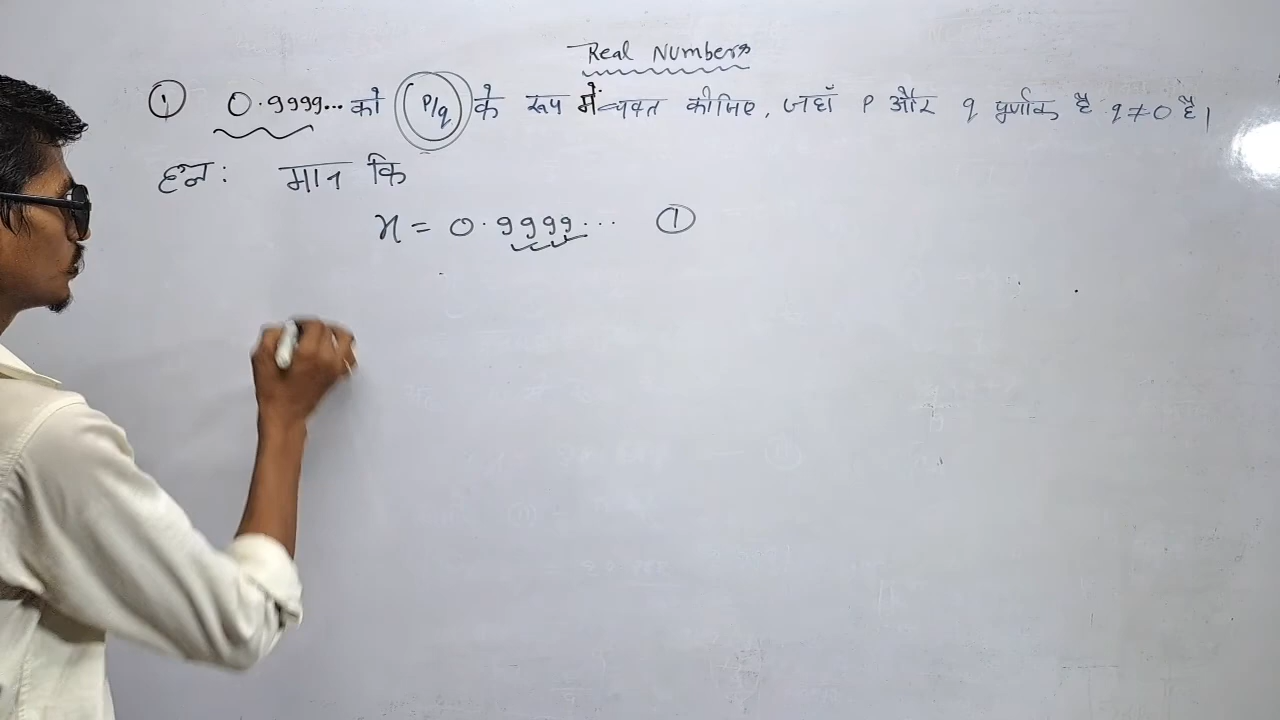 Real Numbers
① 0.9999... को P/q के रूप में व्यक्त कीजिए, जहाँ P और q पूर्णांक है q≠0 है।
हल: मान कि
x = 0.9999... ①